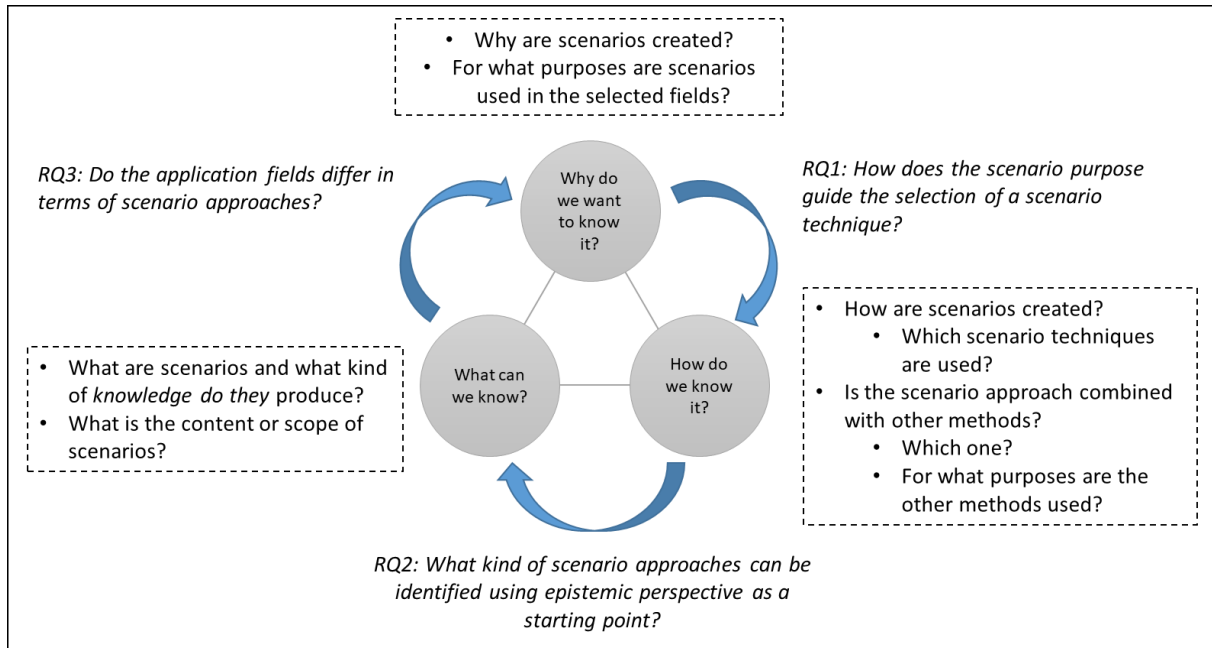 • Why are scenarios created?
• For what purposes are scenarios
used in the selected fields?
RQ3: Do the application fields differ in
terms of scenario approaches?
Why do
we want
to know
it?
RQ1: How does the scenario purpose
guide the selection of a scenario
technique?
• What are scenarios and what kind
of knowledge do they produce?
• What is the content or scope of
scenarios?
What can
we know?
How do
we know
it?
• How are scenarios created?
• Which scenario techniques
are used?
• Is the scenario approach combined
with other methods?
• Which one?
• For what purposes are the
other methods used?
RQ2: What kind of scenario approaches can be
identified using epistemic perspective as a
starting point?